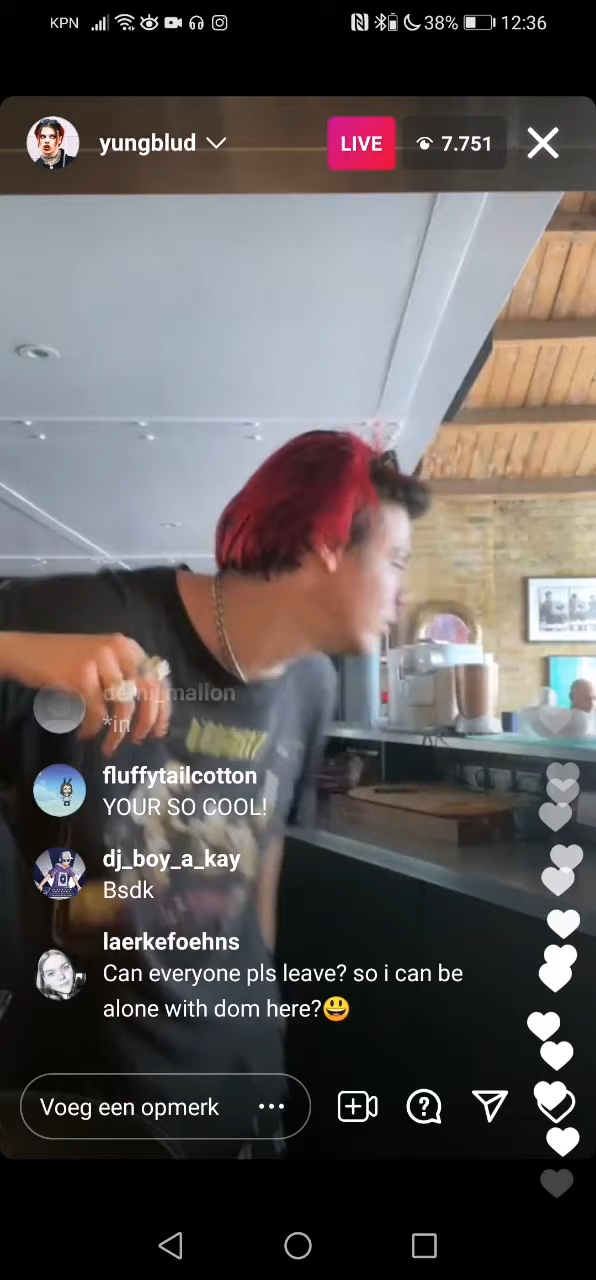 KPN
38%
12:36
yungblud
LIVE
7.751
demi_mallon
*in
fluffytailcotton
YOUR SO COOL!
dj_boy_a_kay
Bsdk
laerkefoehns
Can everyone pls leave? so i can be
alone with dom here?😃
Voeg een opmerk